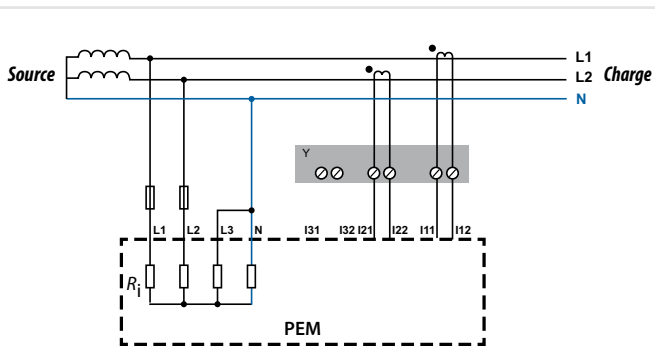 L1
Source L2 Charge
N
Y
L1 L2 L3 N I31 I32 I21 I22 I11 I12
Ri
PEM